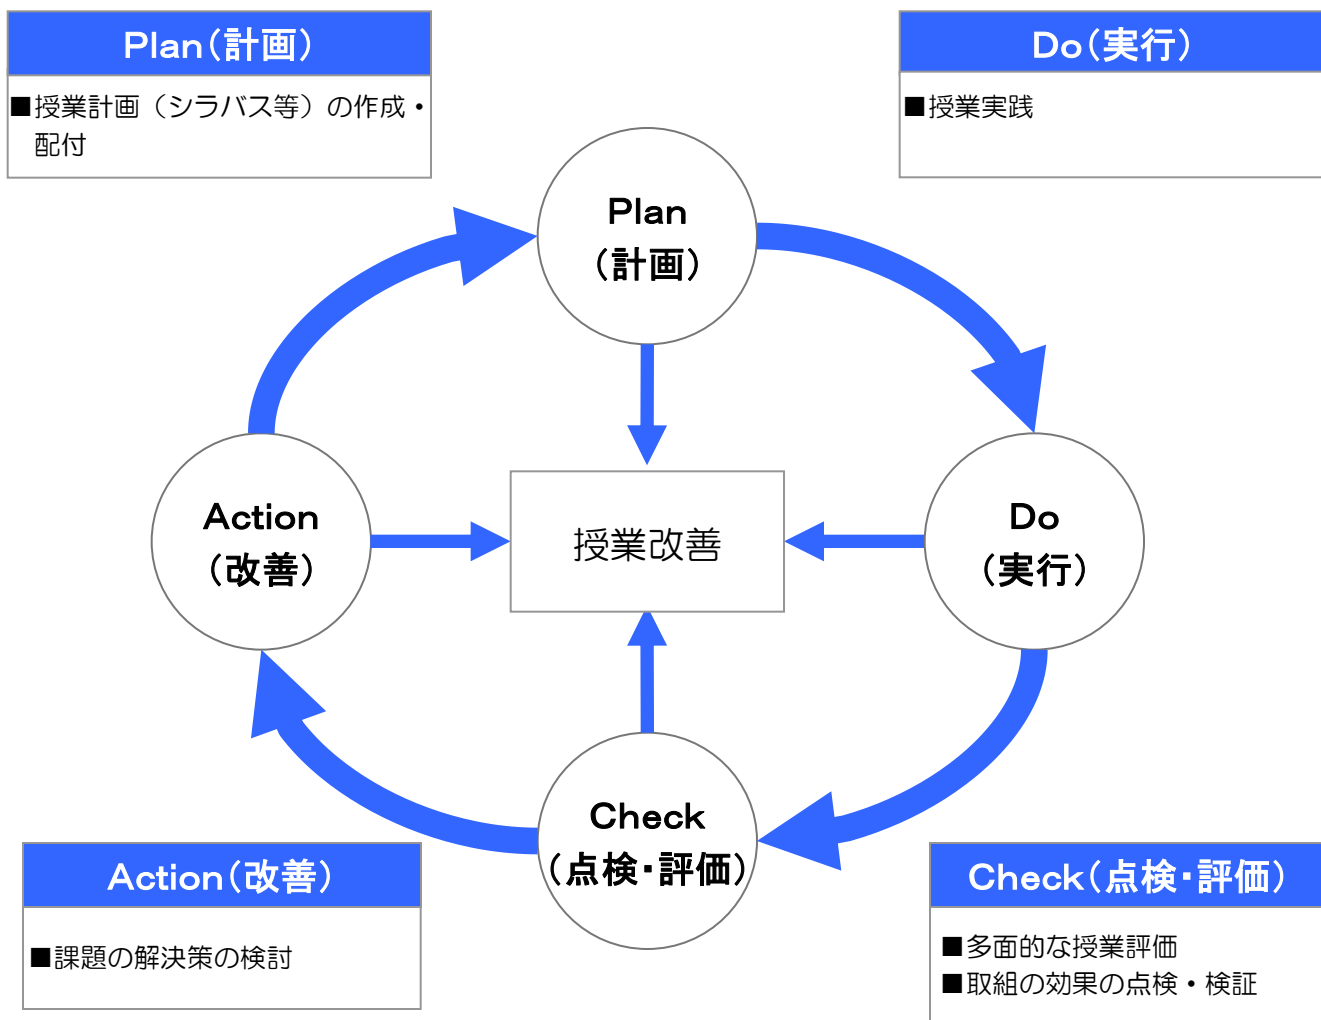 Plan（計画）
■授業計画（シラバス等）の作成・
配付
Do（実行）
■授業実践
Plan
（計画）
Action
（改善）
授業改善
Do
（実行）
Check
（点検・評価）
Action（改善）
■課題の解決策の検討
Check（点検・評価）
■多面的な授業評価
■取組の効果の点検・検証